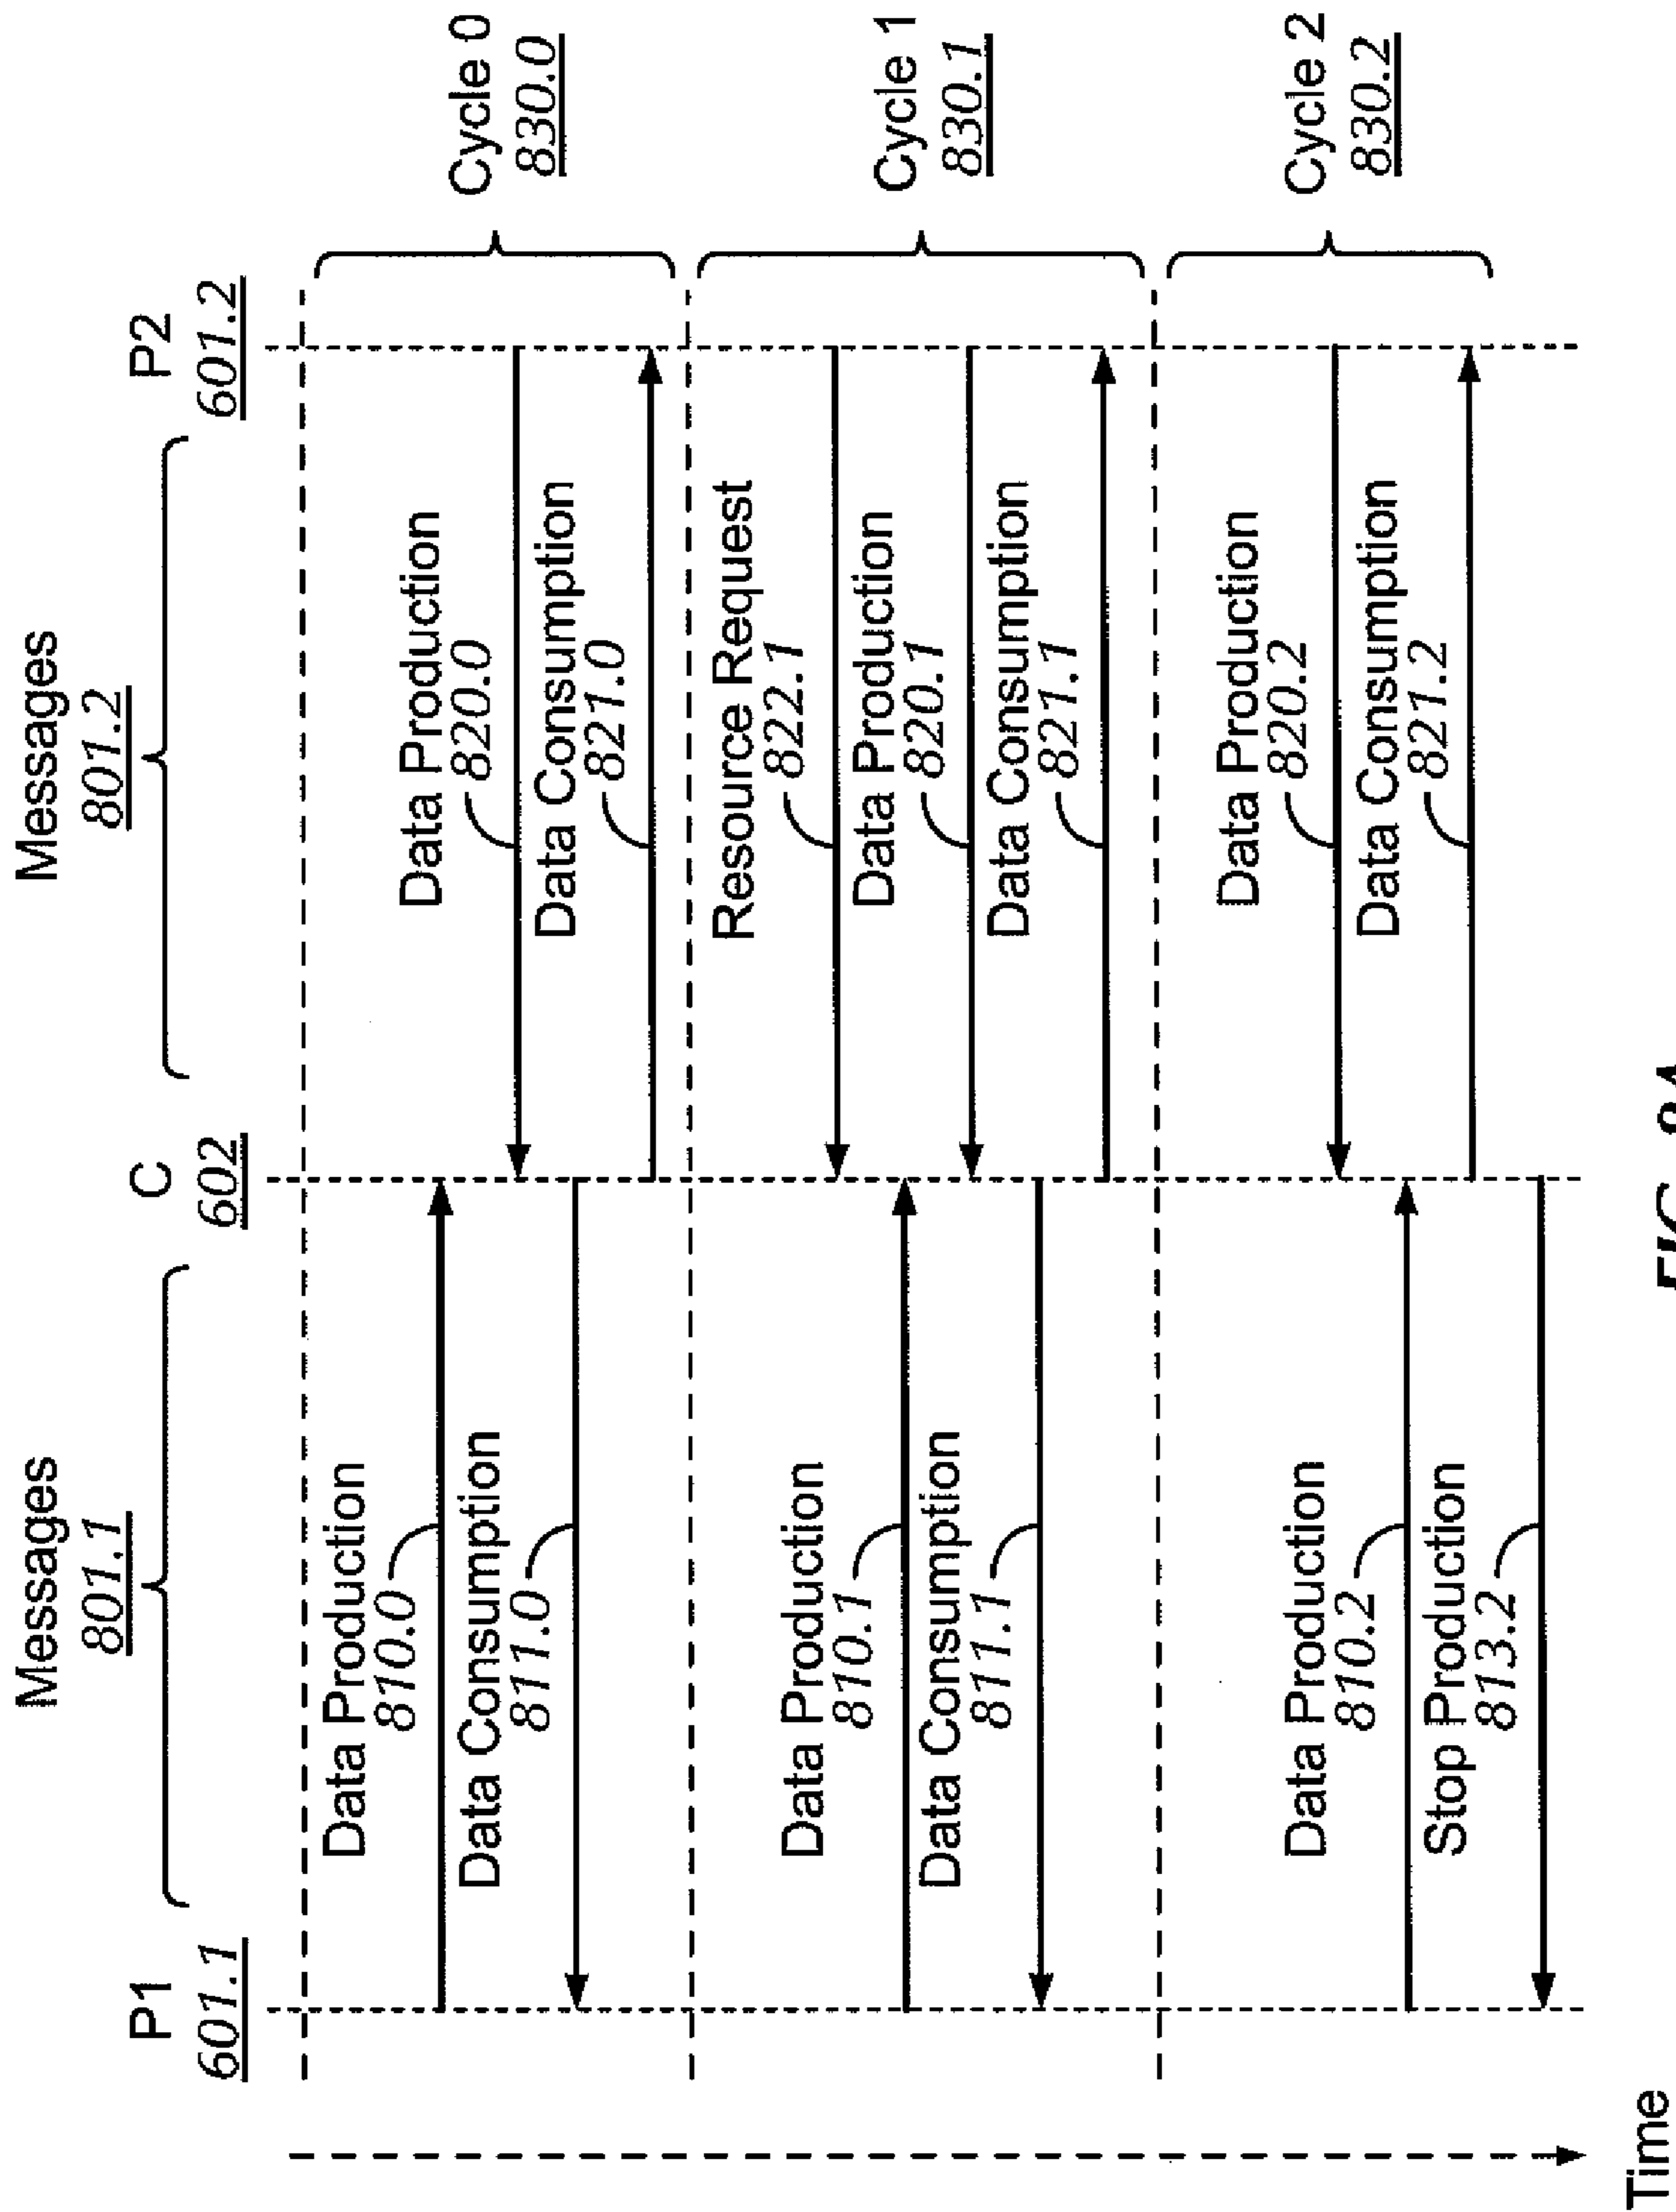 Messages
801.1
Messages
801.2
P1
601.1
C
602
P2
601.2
Cycle 0
830.0
Data Production
810.0
Data Production
820.0
Data Consumption
811.0
Data Consumption
821.0
Cycle 1
830.1
Resource Request
822.1
Data Production
810.1
Data Production
820.1
Data Consumption
811.1
Data Consumption
821.1
Cycle 2
830.2
Data Production
820.2
Data Production
810.2
Data Consumption
821.2
Stop Production
813.2
Time
FIG. 8A